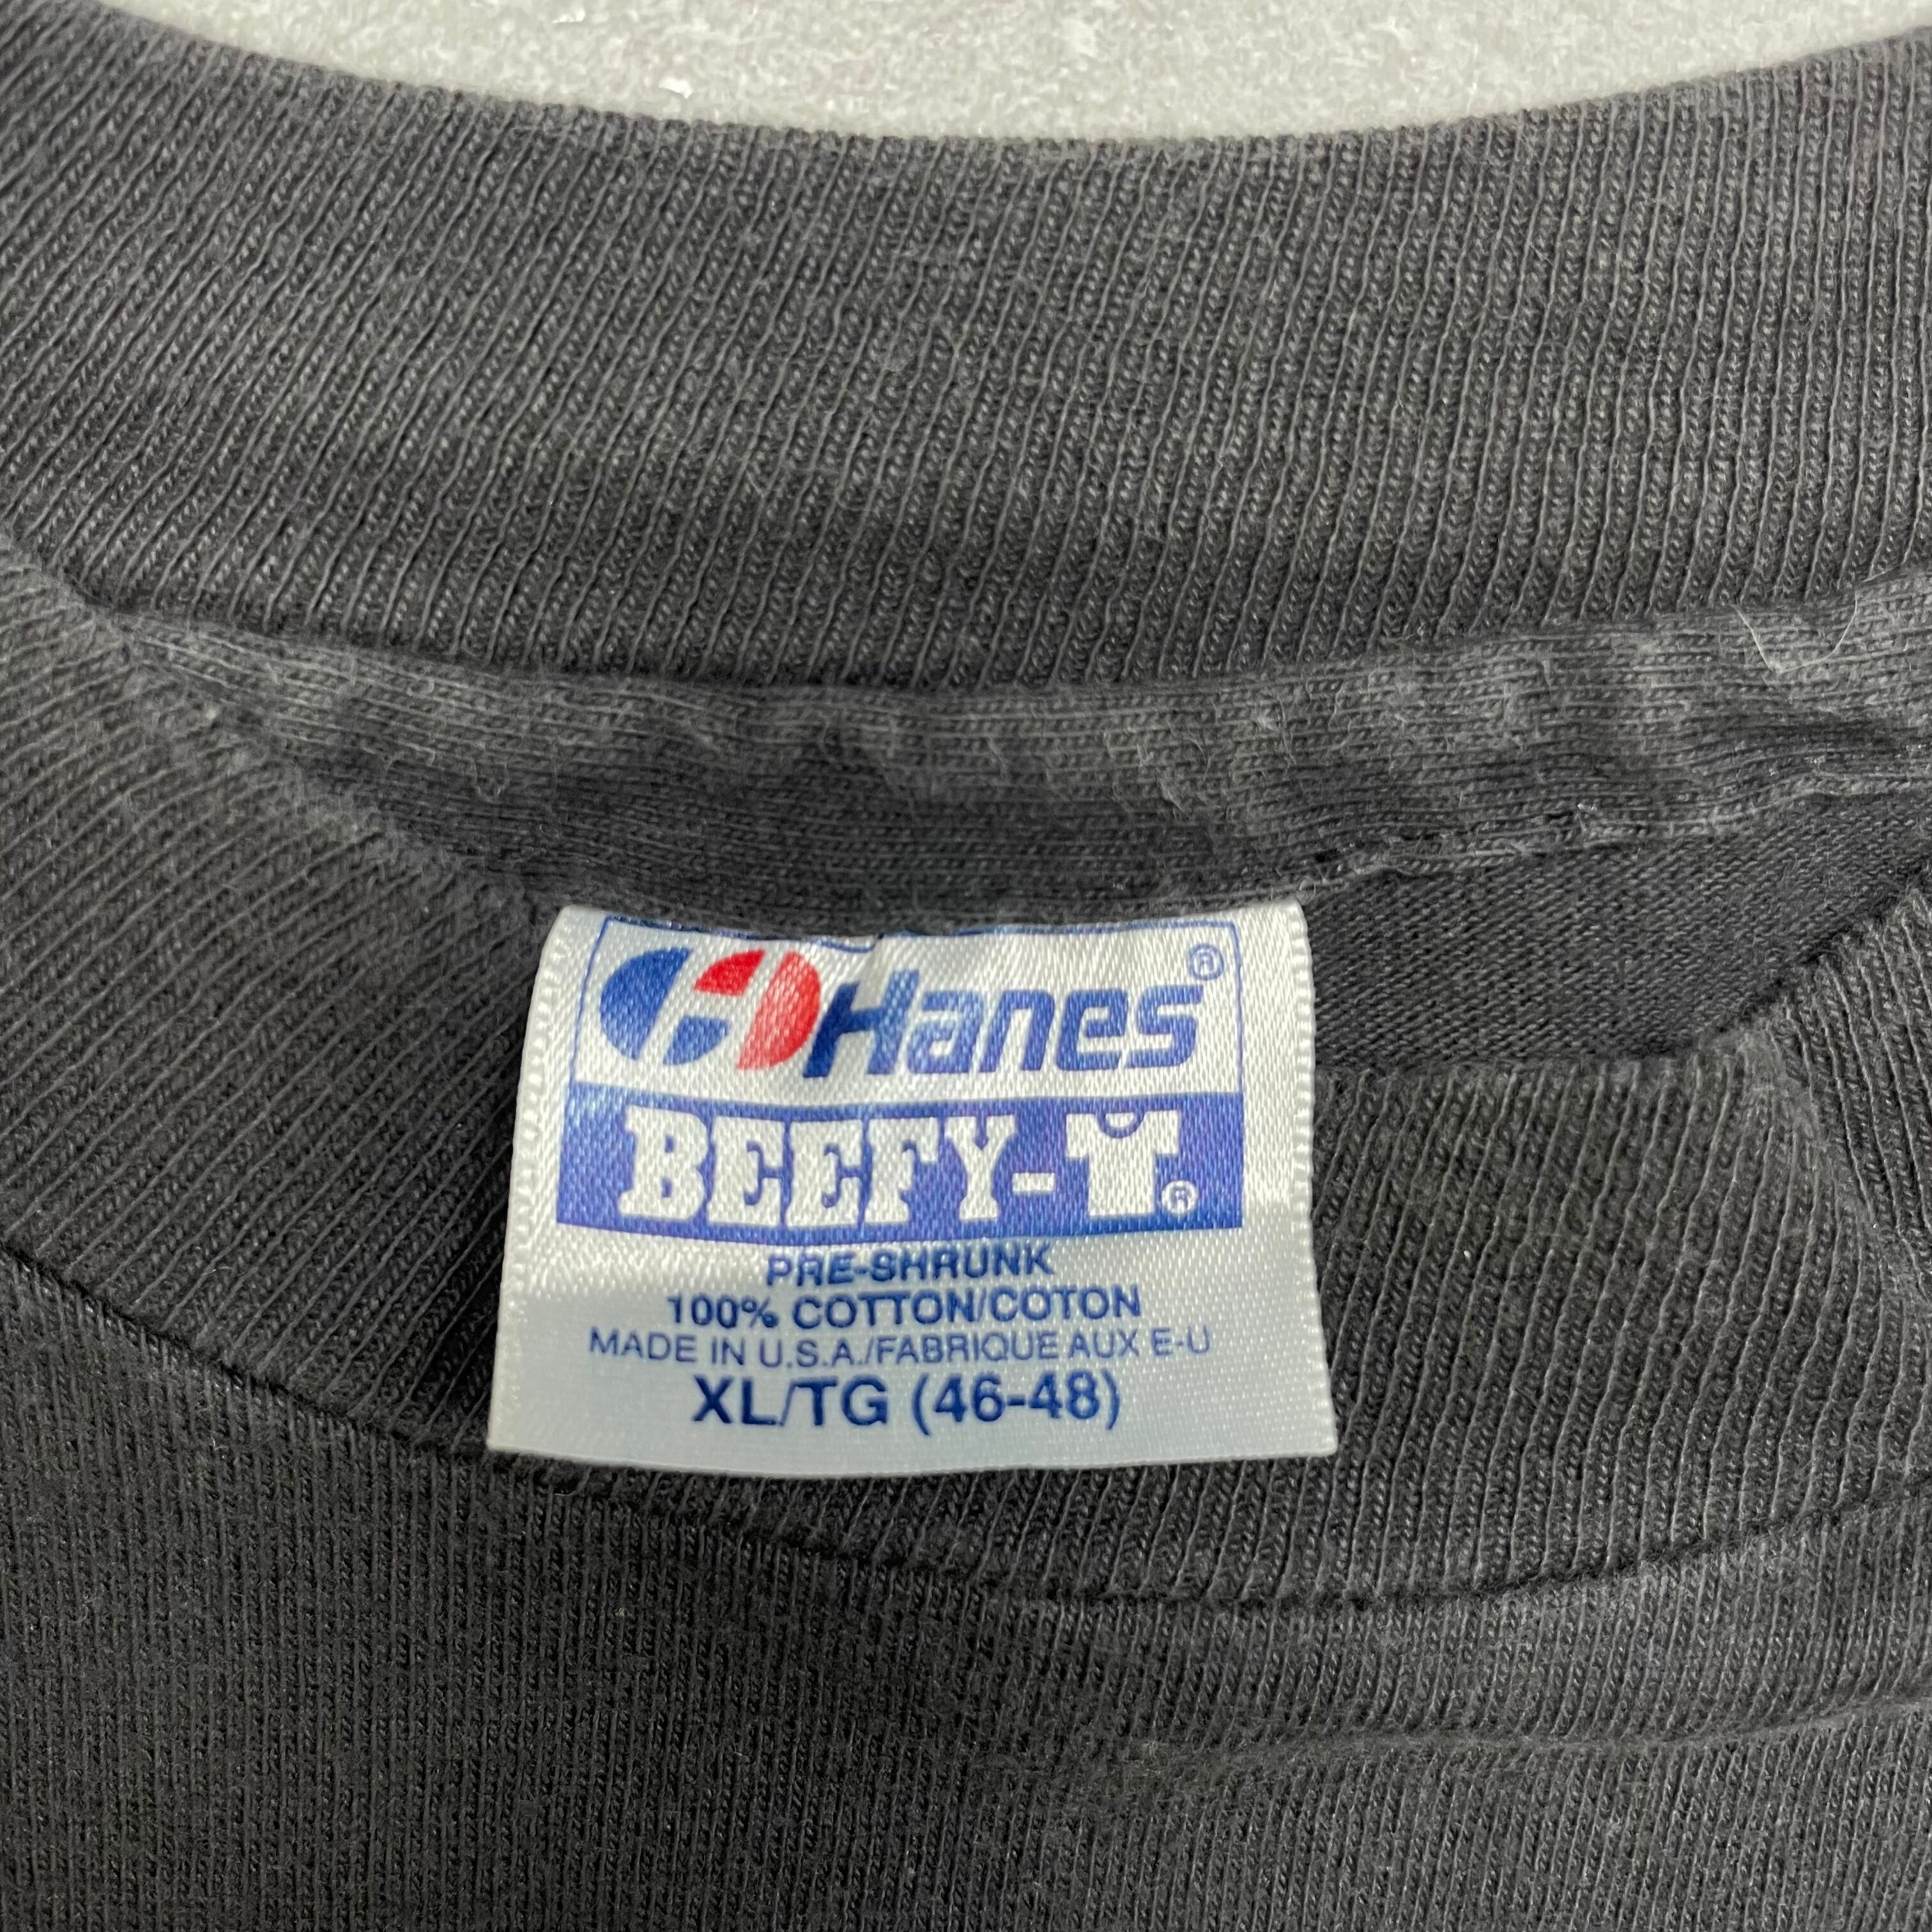 Hanes®
BEEFY-T®
PRE-SHRUNK
100% COTTON/COTON
MADE IN U.S.A./FABRIQUE AUX E-U
XL/TG (46-48)